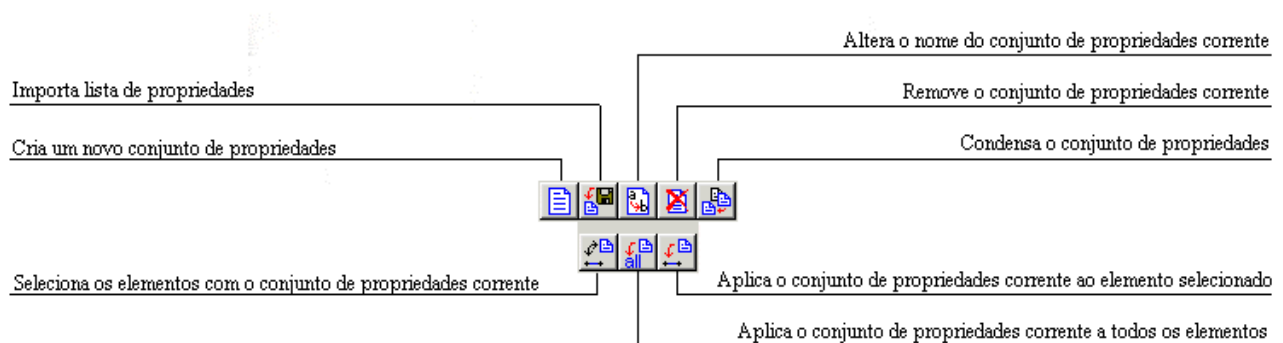 Altera o nome do conjunto de propriedades corrente
Importa lista de propriedades
Remove o conjunto de propriedades corrente
Cria um novo conjunto de propriedades
Condensa o conjunto de propriedades
a
b
all
Seleciona os elementos com o conjunto de propriedades corrente
Aplica o conjunto de propriedades corrente ao elemento selecionado
Aplica o conjunto de propriedades corrente a todos os elementos